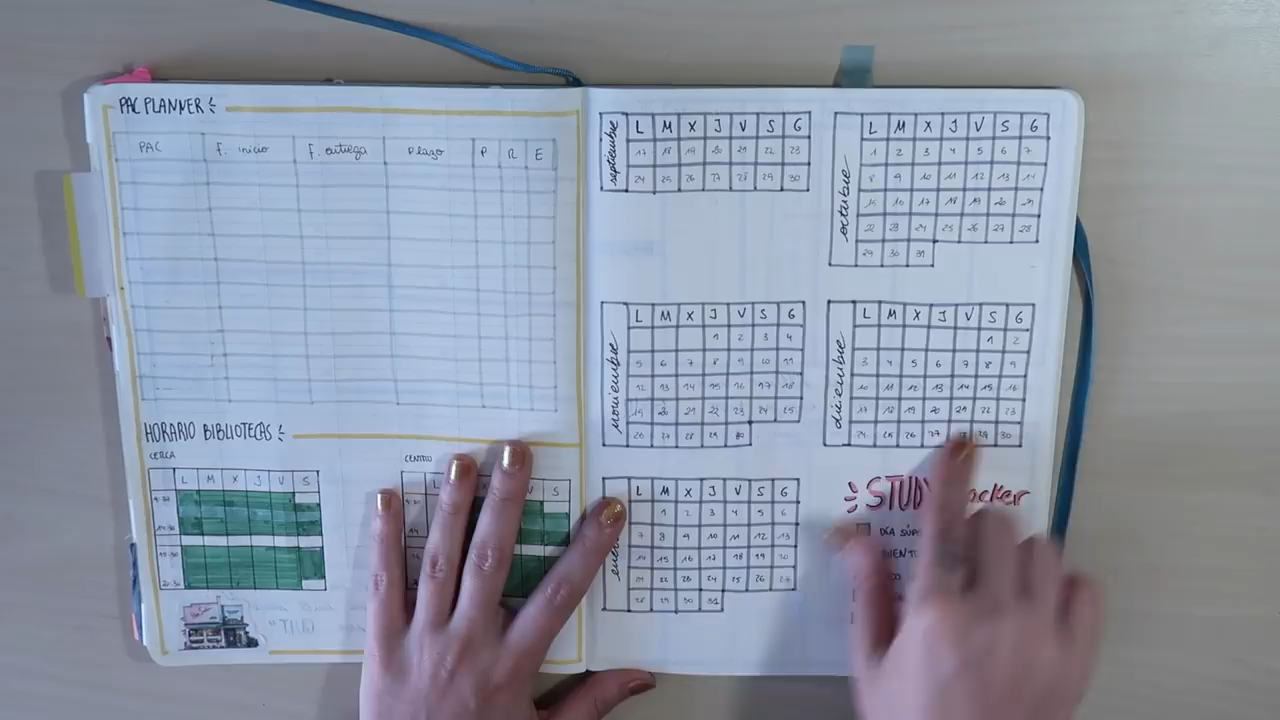 PAC PLANNER
PAC F. inicio F. entrega Plazo P R E
HORARIO BIBLIOTECAS
CERCA
L M X J V S
CENTRO
V S
septiembre
L M X J V S G
17 18 19 20 21 22 23
24 25 26 27 28 29 30
octubre
L M X J V S G
1 2 3 4 5 6 7
8 9 10 11 12 13 14
15 16 17 18 19 20 21
22 23 24 25 26 27 28
29 30 31
noviembre
L M X J V S G
1 2 3 4
5 6 7 8 9 10 11
12 13 14 15 16 17 18
19 20 21 22 23 24 25
26 27 28 29 30
diciembre
L M X J V S G
1 2
3 4 5 6 7 8 9
10 11 12 13 14 15 16
17 18 19 20 21 22 23
24 25 26 27 28 29 30
L M X J V S G
1 2 3 4 5 6
7 8 9 10 11 12 13
14 15 16 17 18 19 20
21 22 23 24 25 26 27
28 29 30 31
STUDY
DÍA